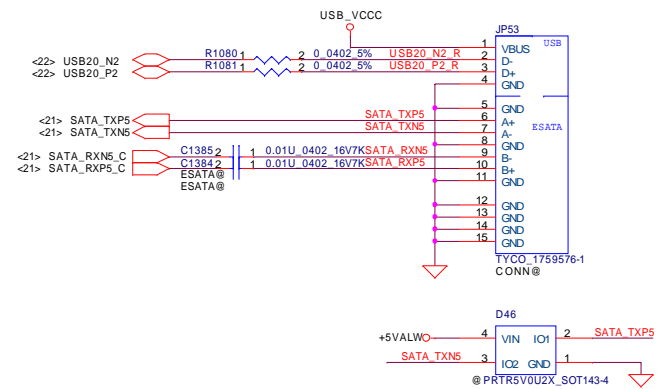 USB_VCCC
JP53
<22> USB20_N2 R1080 1 2 0_0402_5% USB20_N2_R 1 VBUS USB
<22> USB20_P2 R1081 1 2 0_0402_5% USB20_P2_R 2 D-
3 D+
4 GND
5 GND
<21> SATA_TXP5 SATA_TXP5 6 A+ ESATA
<21> SATA_TXN5 SATA_TXN5 7 A-
8 GND
<21> SATA_RXN5_C C1385 2 1 0.01U_0402_16V7K SATA_RXN5 9 B-
<21> SATA_RXP5_C C1384 2 1 0.01U_0402_16V7K SATA_RXP5 10 B+
ESATA@ 11 GND
ESATA@
12 GND
13 GND
14 GND
15 GND
TYCO_1759576-1
CONN@
D46
+5VALW 4 VIN IO1 2 SATA_TXP5
SATA_TXN5 3 IO2 GND 1
@ PRTR5V0U2X_SOT143-4